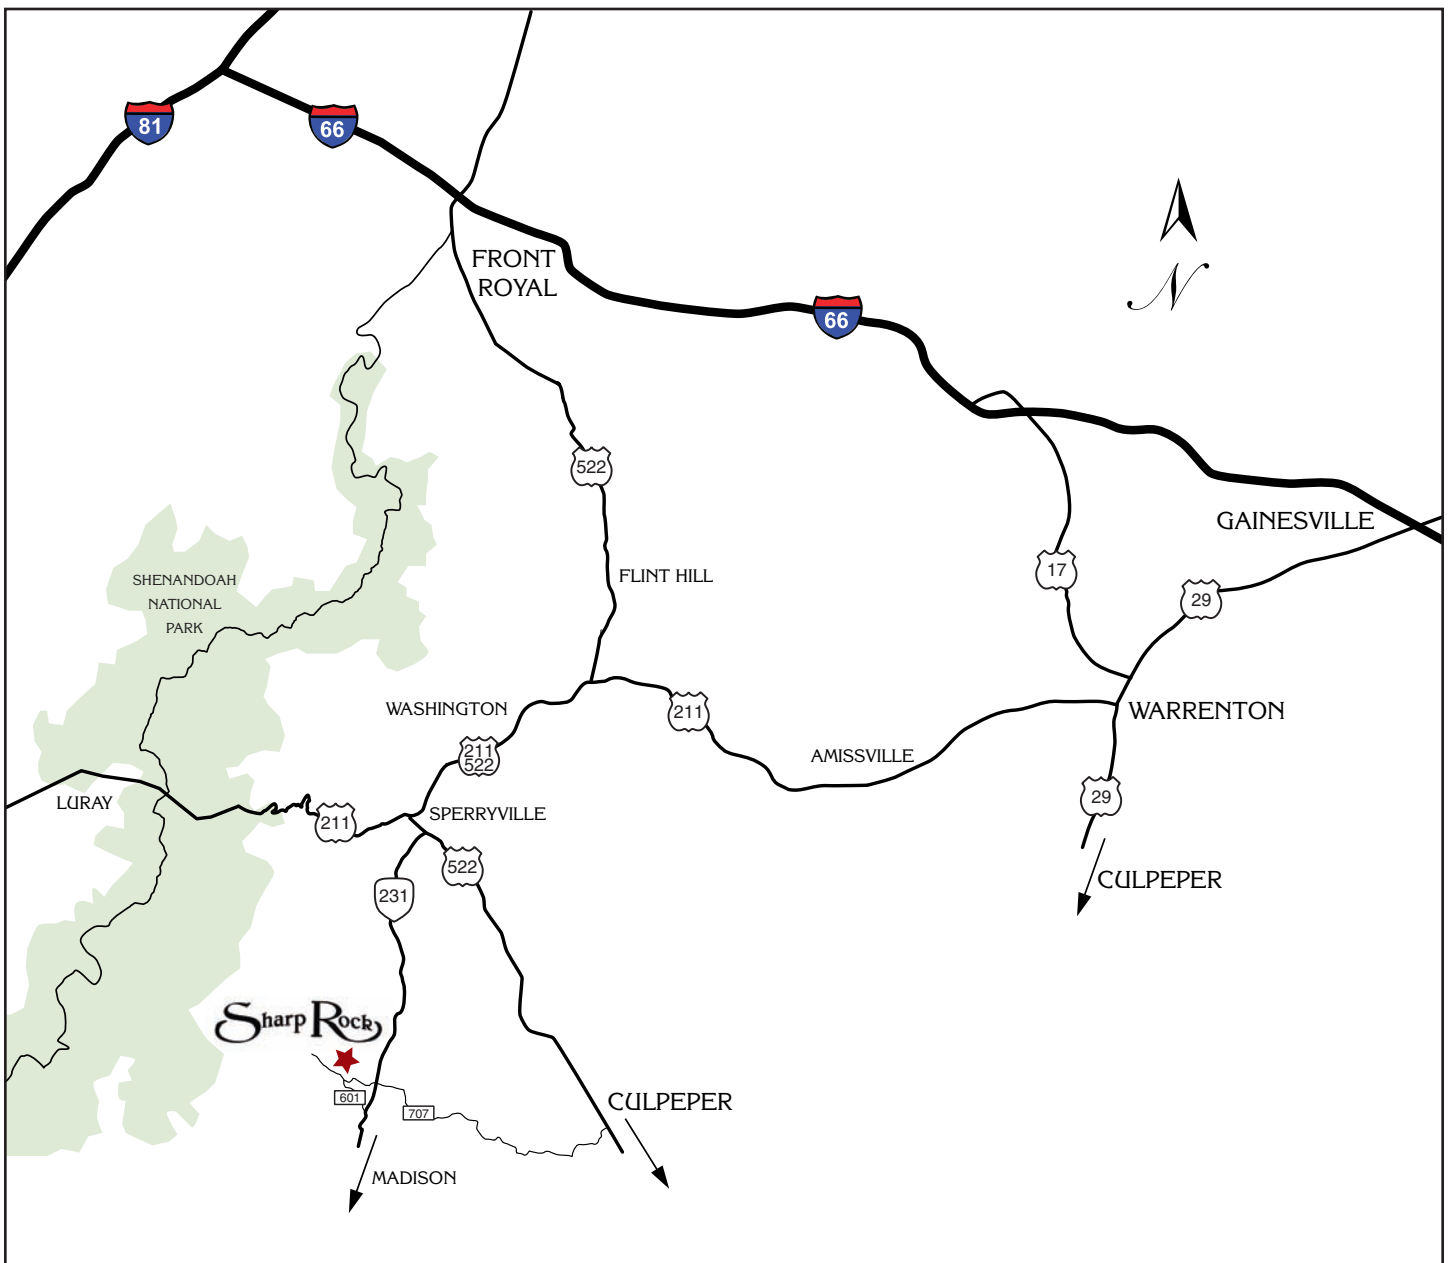 81
66
FRONT
ROYAL
66
N
522
GAINESVILLE
SHENANDOAH
NATIONAL
PARK
FLINT HILL
17
29
WASHINGTON
211
WARRENTON
211
522
AMISSVILLE
LURAY
211
SPERRYVILLE
29
522
231
CULPEPER
Sharp Rock
601
707
CULPEPER
MADISON